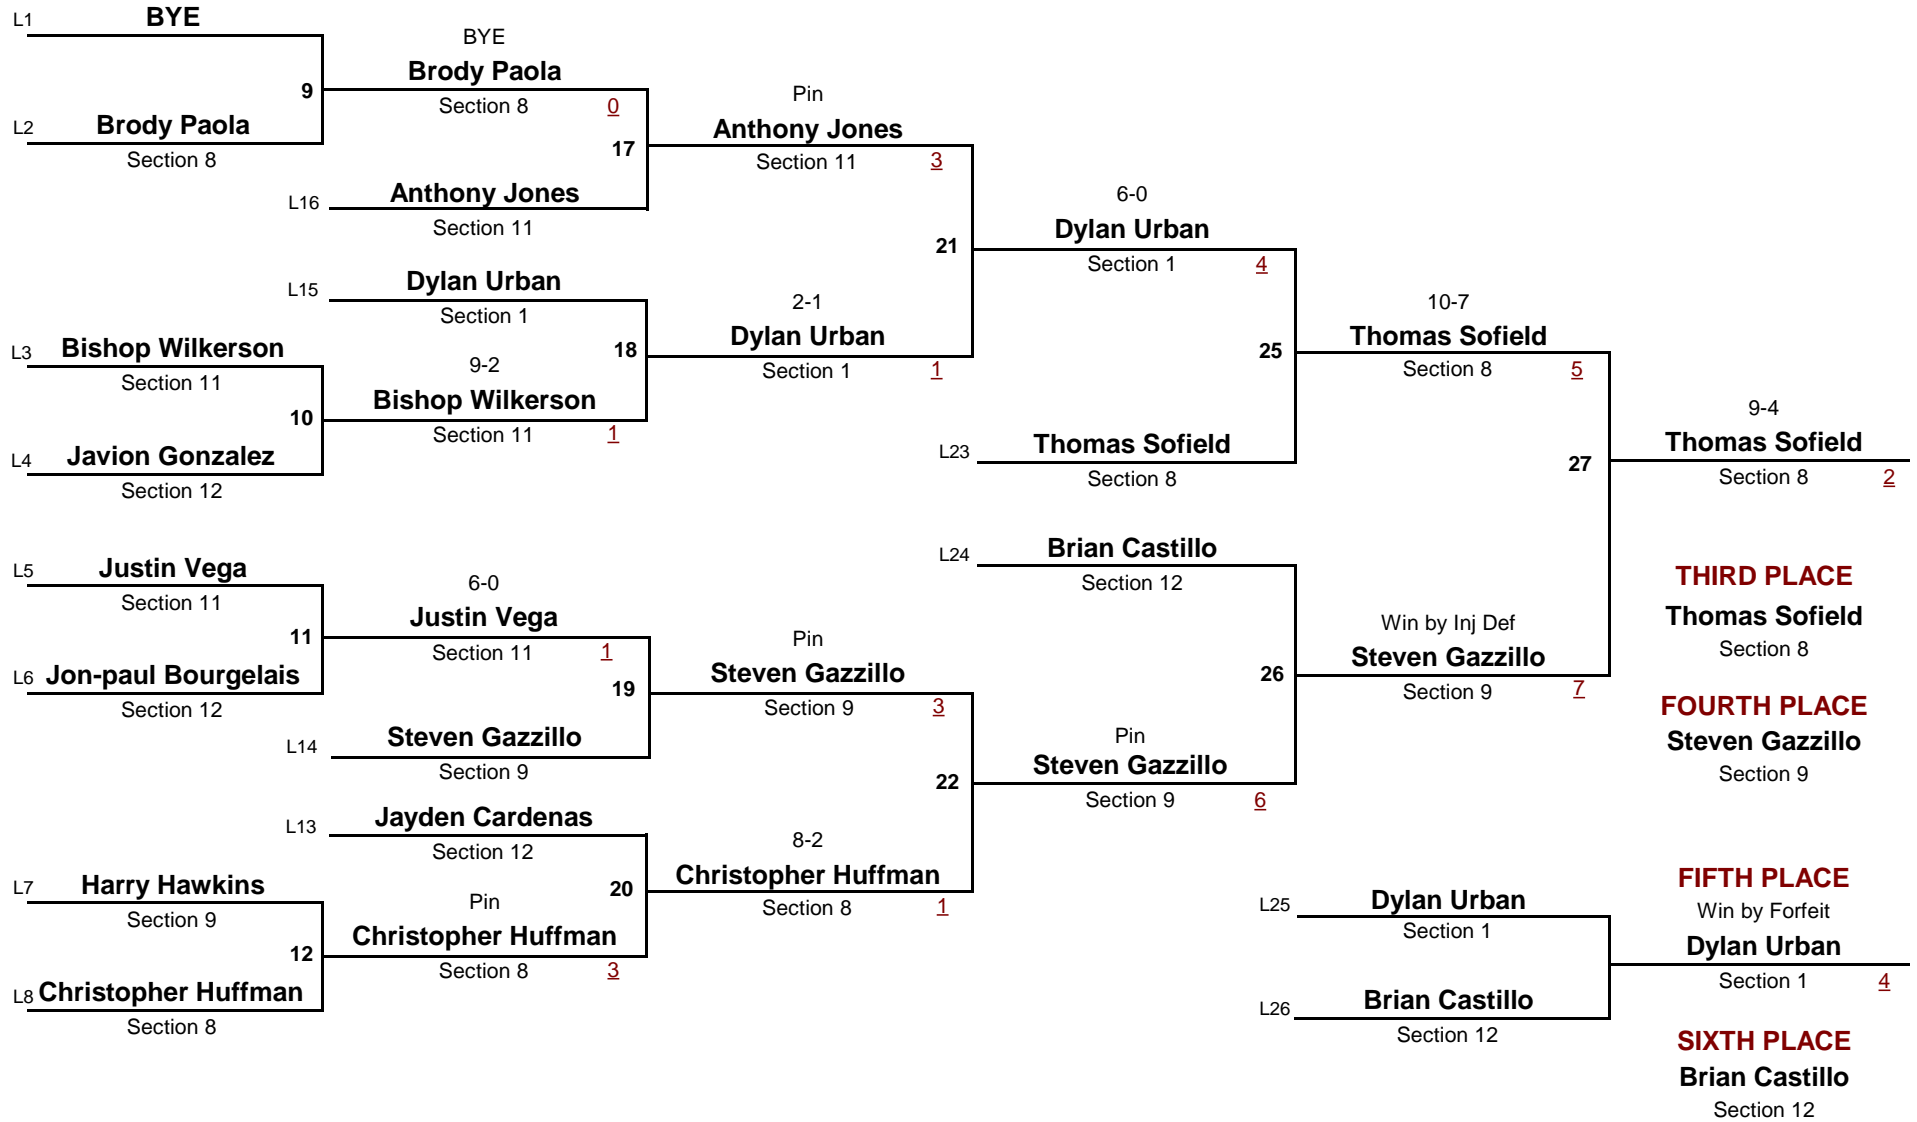 L1 BYE
BYE
Brody Paola
9
Section 8 0
L2 Brody Paola
Section 8
Pin
Anthony Jones
17
Section 11 3
L16 Anthony Jones
Section 11
6-0
Dylan Urban
21
Section 1 4
L15 Dylan Urban
Section 1
2-1
Dylan Urban
18
Section 1 1
L3 Bishop Wilkerson
Section 11
9-2
Bishop Wilkerson
10
Section 11 1
L4 Javion Gonzalez
Section 12
10-7
Thomas Sofield
25
Section 8 5
L23 Thomas Sofield
Section 8
9-4
Thomas Sofield
27
Section 8 2
L24 Brian Castillo
Section 12
L5 Justin Vega
Section 11
6-0
Justin Vega
11
Section 11 1
L6 Jon-paul Bourgelais
Section 12
Pin
Steven Gazzillo
19
Section 9 3
L14 Steven Gazzillo
Section 9
Win by Inj Def
Steven Gazzillo
26
Section 9 7
Pin
Steven Gazzillo
22
Section 9 6
THIRD PLACE
Thomas Sofield
Section 8
FOURTH PLACE
Steven Gazzillo
Section 9
L13 Jayden Cardenas
Section 12
8-2
Christopher Huffman
20
Section 8 1
L7 Harry Hawkins
Section 9
Pin
Christopher Huffman
12
Section 8 3
L8 Christopher Huffman
Section 8
L25 Dylan Urban
Section 1
L26 Brian Castillo
Section 12
FIFTH PLACE
Win by Forfeit
Dylan Urban
Section 1 4
SIXTH PLACE
Brian Castillo
Section 12